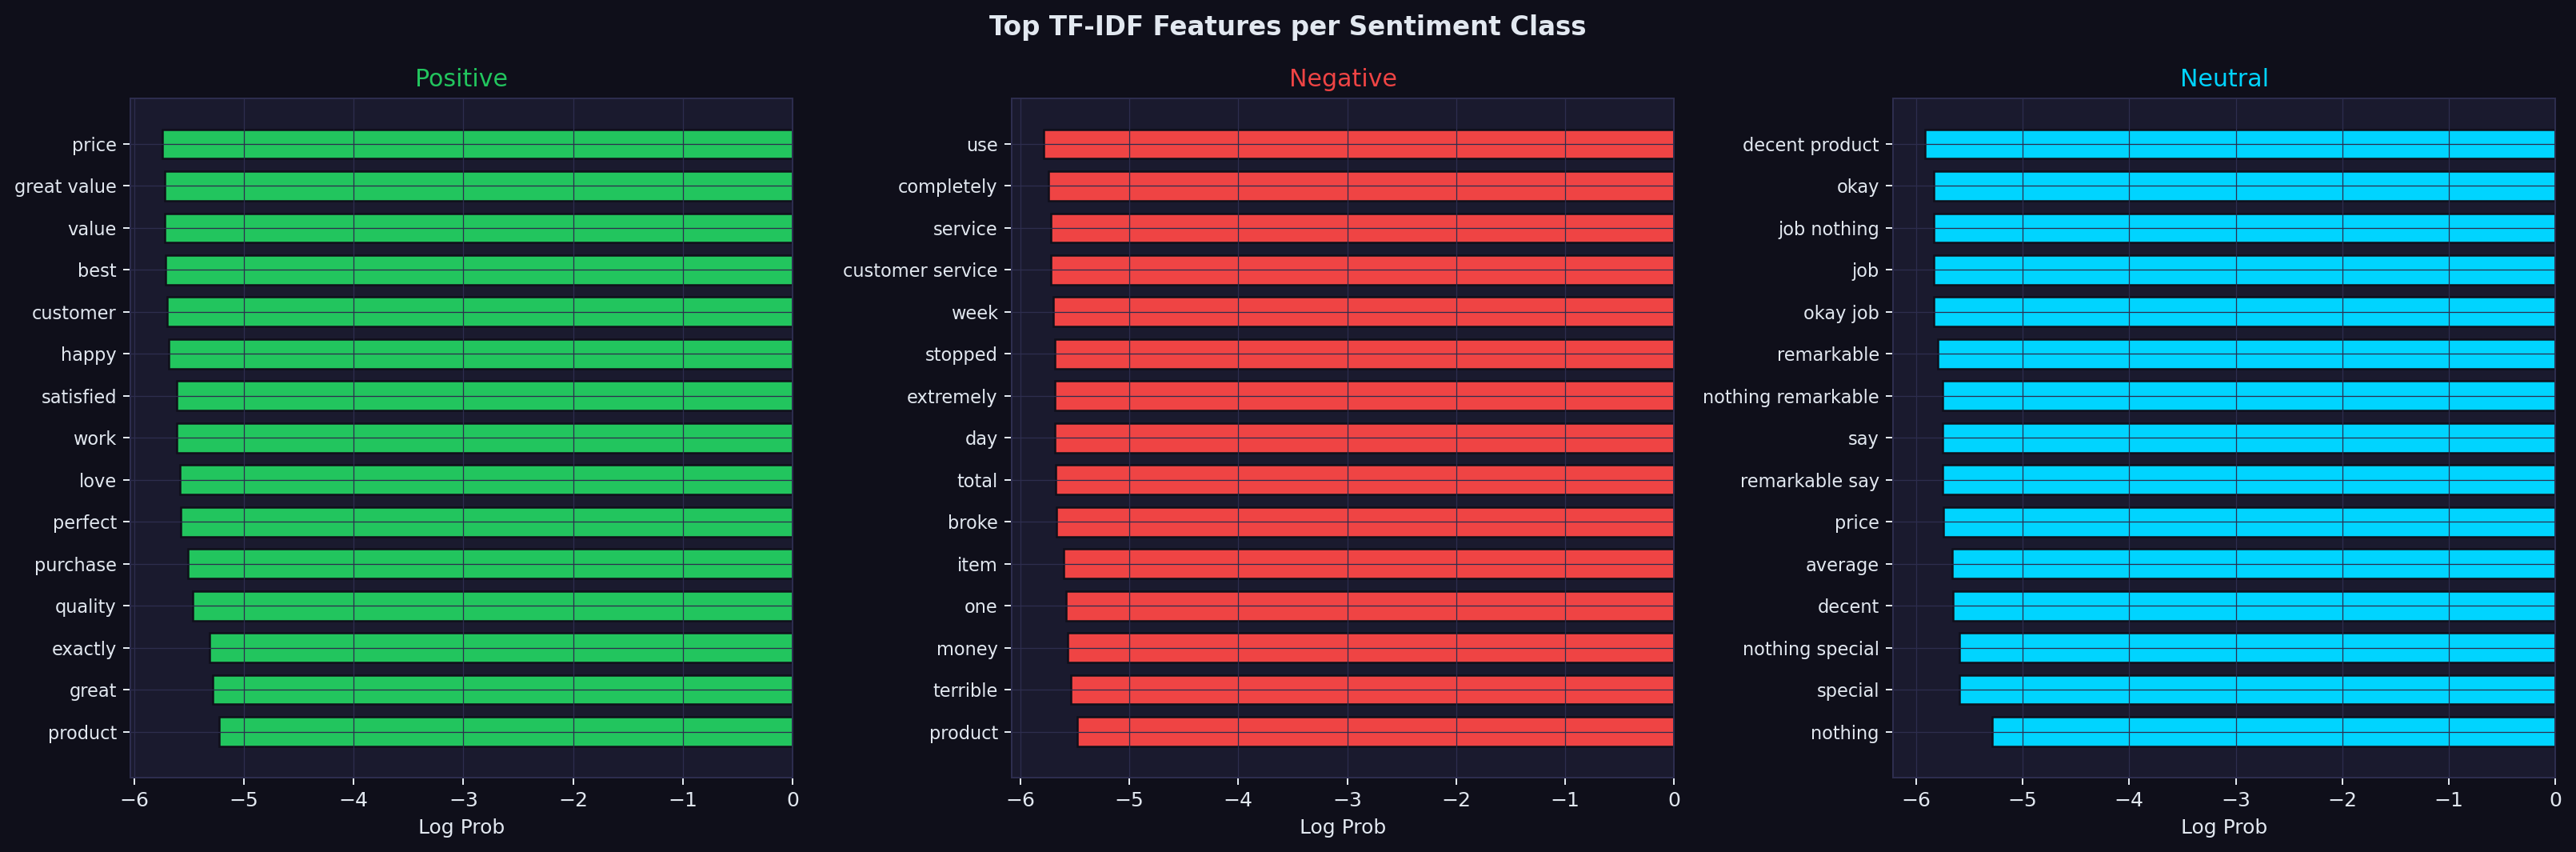 Top TF-IDF Features per Sentiment Class
Positive
price
great value
value
best
customer
happy
satisfied
work
love
perfect
purchase
quality
exactly
great
product
−6 −5 −4 −3 −2 −1 0
Log Prob
Negative
use
completely
service
customer service
week
stopped
extremely
day
total
broke
item
one
money
terrible
product
−6 −5 −4 −3 −2 −1 0
Log Prob
Neutral
decent product
okay
job nothing
job
okay job
remarkable
nothing remarkable
say
remarkable say
price
average
decent
nothing special
special
nothing
−6 −5 −4 −3 −2 −1 0
Log Prob